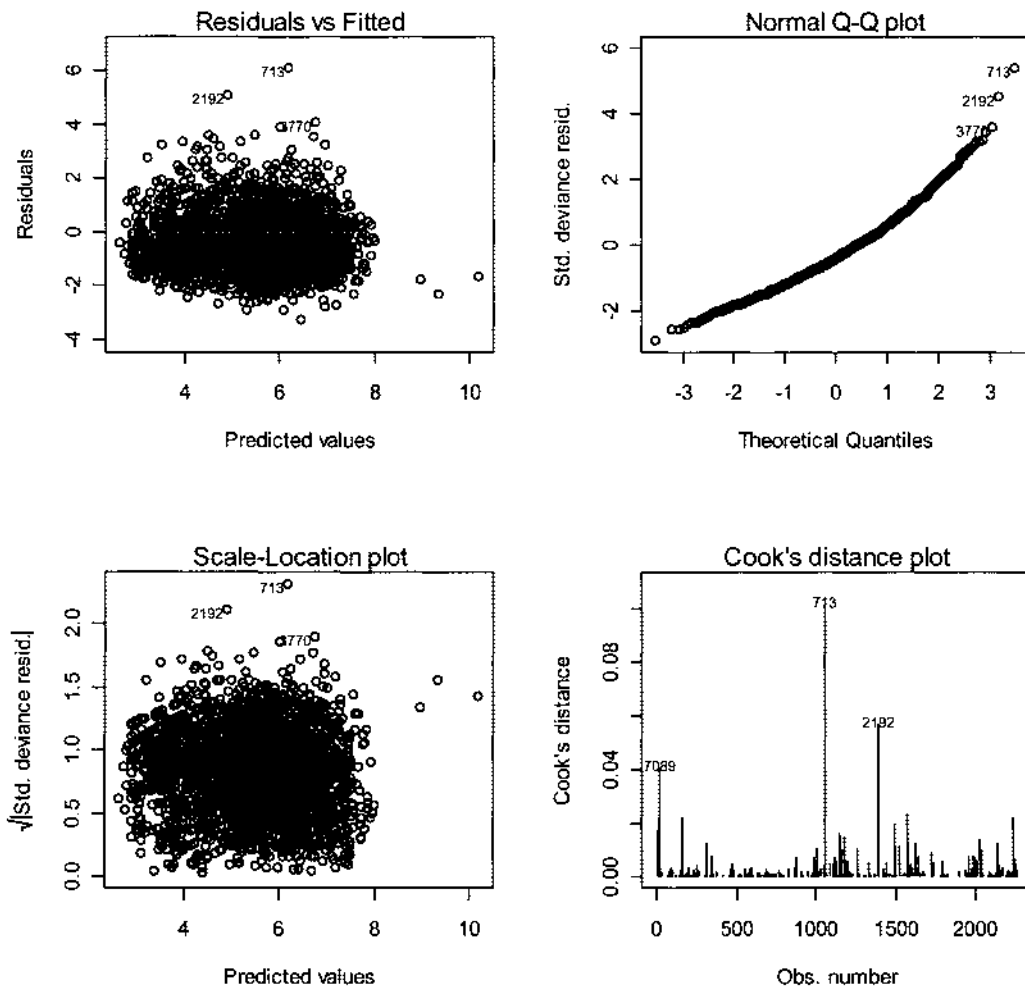 Residuals vs Fitted
Residuals
6
4
2
0
-2
-4
713
2192
3770
4 6 8 10
Predicted values
Normal Q-Q plot
Std. deviance resid.
4
2
0
-2
713
2192
3770
-3 -2 -1 0 1 2 3
Theoretical Quantiles
Scale-Location plot
√|Std. deviance resid.|
2.0
1.5
1.0
0.5
0.0
713
2192
3770
4 6 8 10
Predicted values
Cook's distance plot
Cook's distance
0.08
0.04
0.00
713
2192
7089
0 500 1000 1500 2000
Obs. number